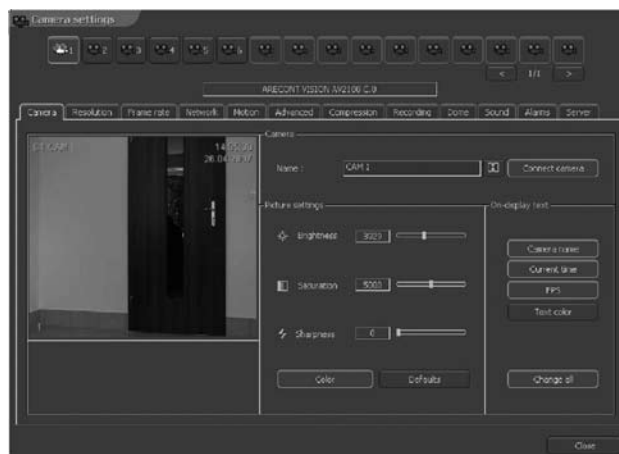 Camera settings
1 2 3 4 5 6
< 1/1 >
ARECONT VISION AV2100 C.0
Camera Resolution Frame rate Network Motion Advanced Compression Recording Dome Sound Alarms Server
CAM 1
Camera
Name : CAM 1 Connect camera
Picture settings On-display text
Brightness
Camera name
Current time
Saturation 5000
FPS
Text color
Sharpness 0
Color Defaults Change all
Close